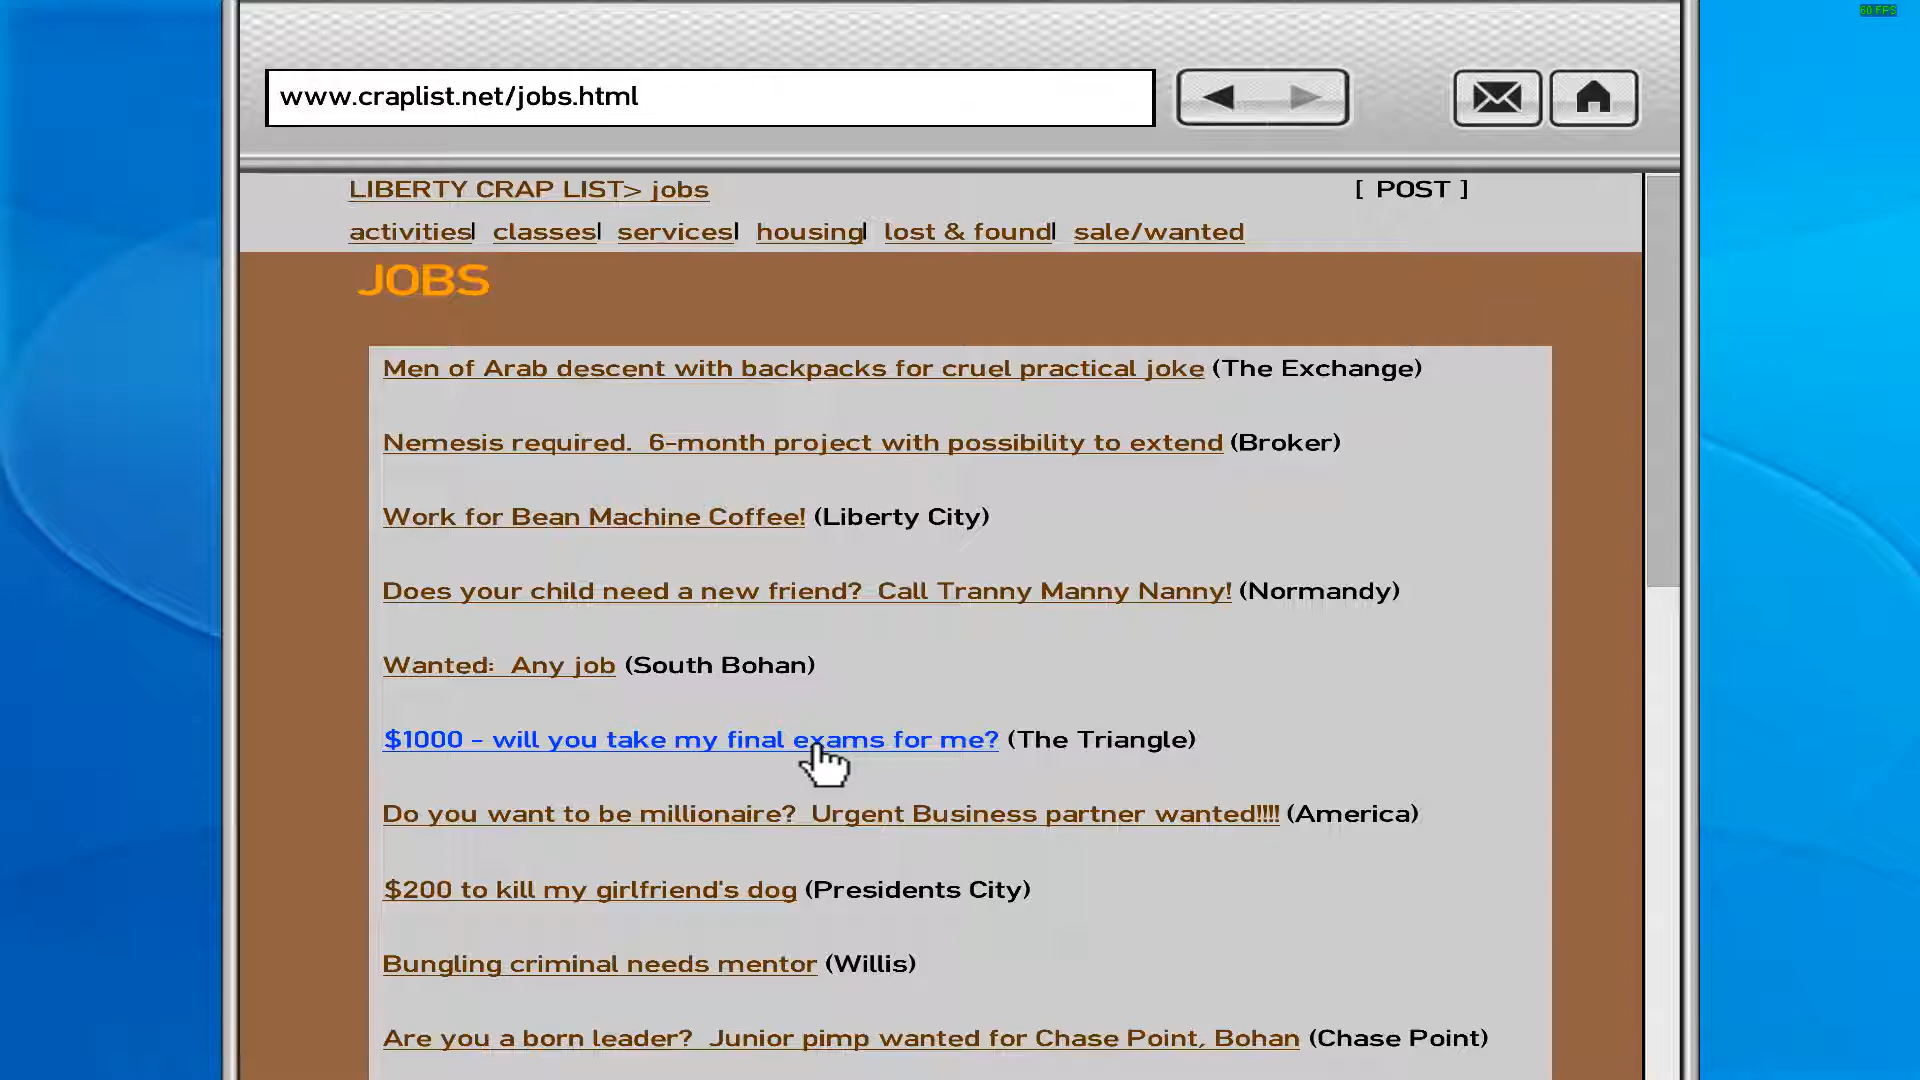 60 FPS
www.craplist.net/jobs.html
LIBERTY CRAP LIST> jobs [ POST ]
activities| classes| services| housing| lost & found| sale/wanted
JOBS
Men of Arab descent with backpacks for cruel practical joke (The Exchange)
Nemesis required. 6-month project with possibility to extend (Broker)
Work for Bean Machine Coffee! (Liberty City)
Does your child need a new friend? Call Tranny Manny Nanny! (Normandy)
Wanted: Any job (South Bohan)
$1000 - will you take my final exams for me? (The Triangle)
Do you want to be millionaire? Urgent Business partner wanted!!!! (America)
$200 to kill my girlfriend's dog (Presidents City)
Bungling criminal needs mentor (Willis)
Are you a born leader? Junior pimp wanted for Chase Point, Bohan (Chase Point)